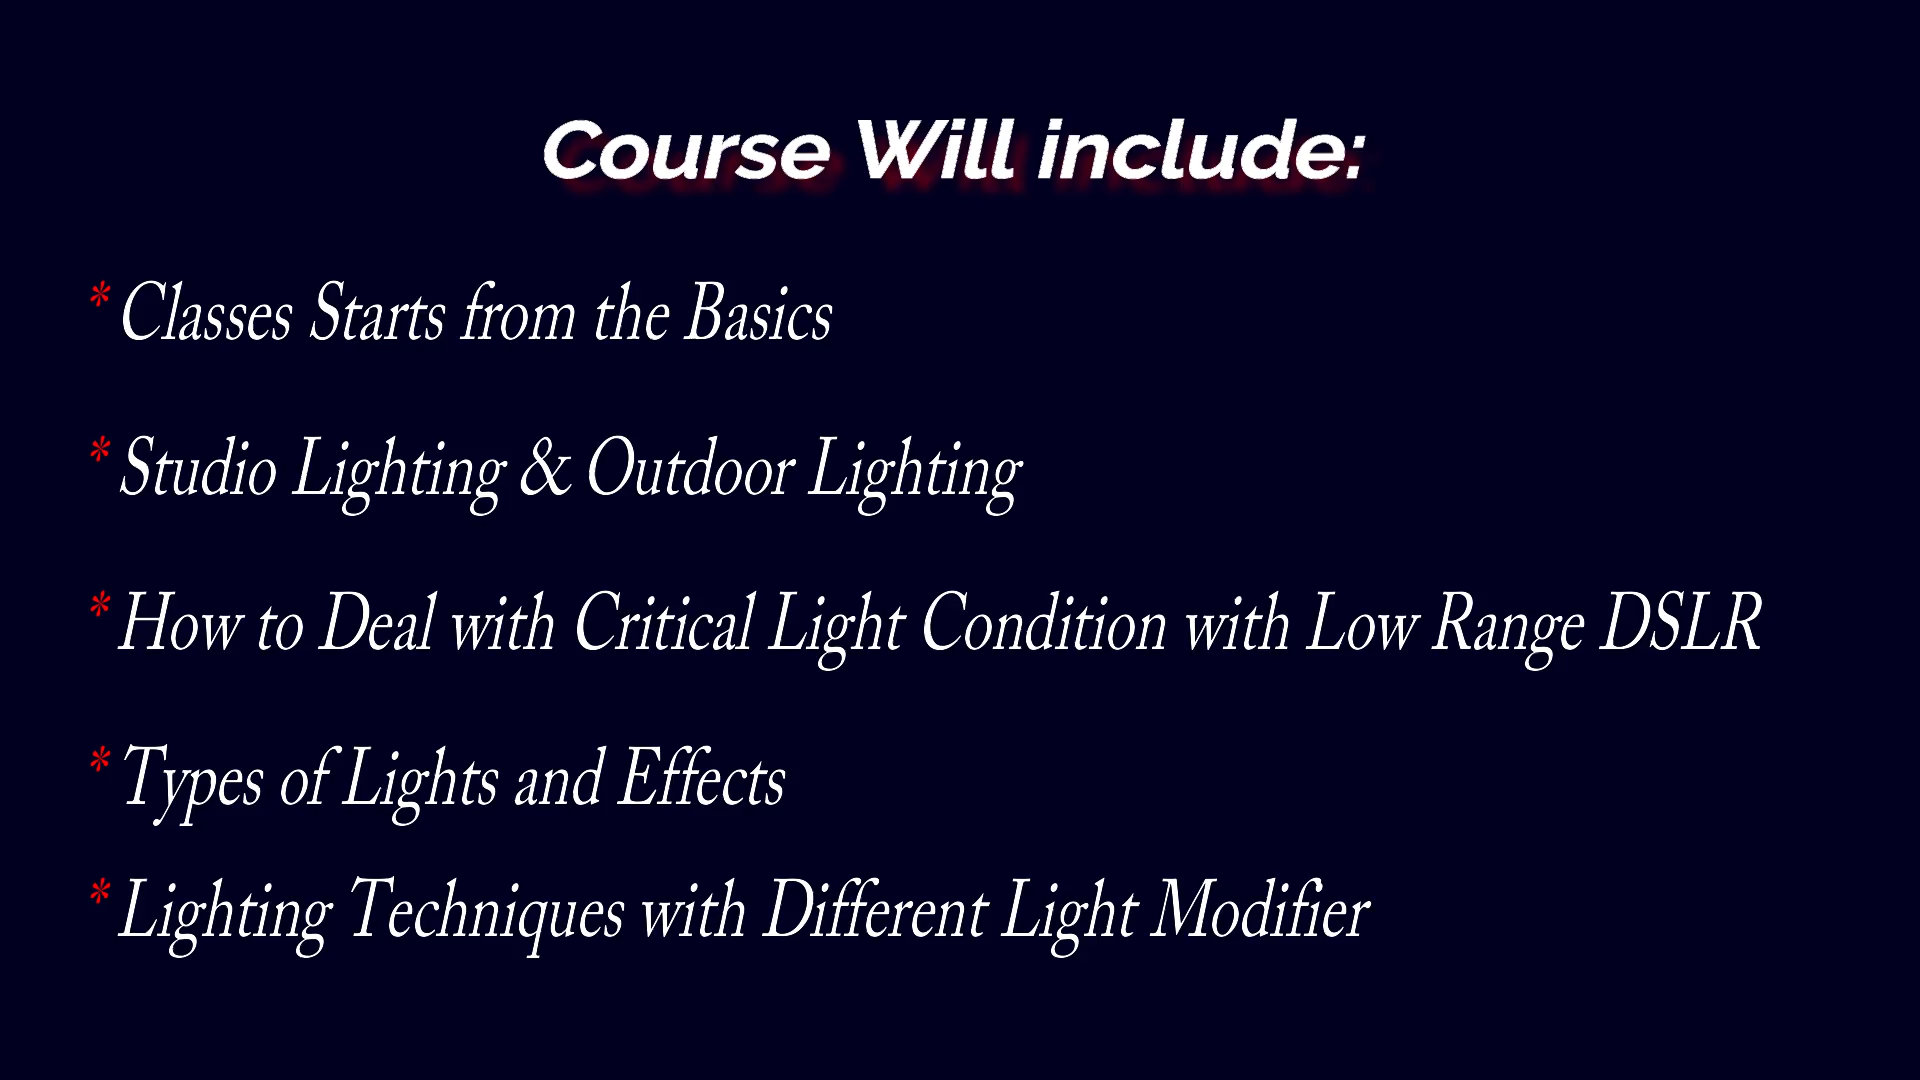 Course Will include:
* Classes Starts from the Basics
* Studio Lighting & Outdoor Lighting
* How to Deal with Critical Light Condition with Low Range DSLR
* Types of Lights and Effects
* Lighting Techniques with Different Light Modifier